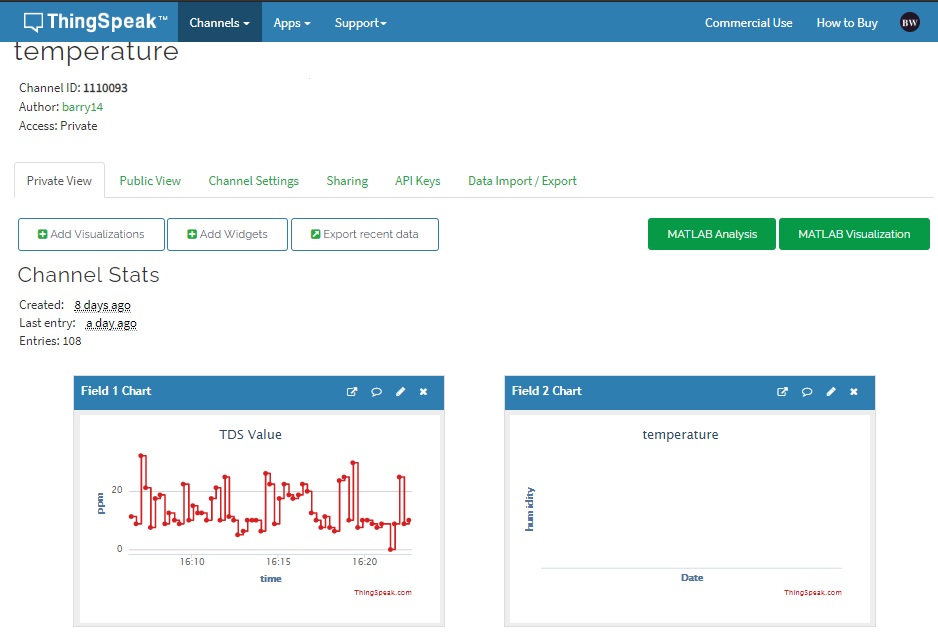 ThingSpeak™ Channels Apps Support Commercial Use How to Buy BW
temperature
Channel ID: 1110093
Author: barry14
Access: Private
Private View Public View Channel Settings Sharing API Keys Data Import / Export
Add Visualizations Add Widgets Export recent data MATLAB Analysis MATLAB Visualization
Channel Stats
Created: 8 days ago
Last entry: a day ago
Entries: 108
Field 1 Chart
TDS Value
ppm
20
0
16:10 16:15 16:20
time
ThingSpeak.com
Field 2 Chart
temperature
humidity
Date
ThingSpeak.com